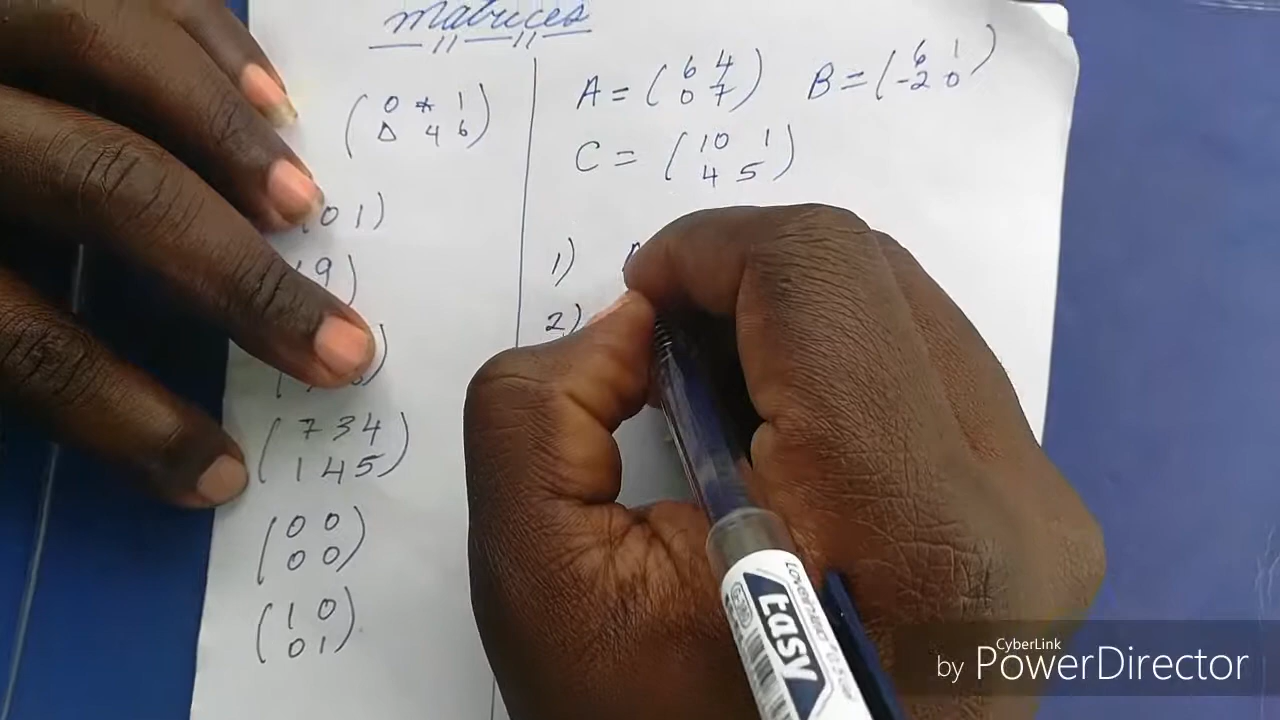 Matrices
(0 * 1)
(Δ 4 6)
0 1)
9)
(7 3 4)
(1 4 5)
(0 0)
(0 0)
(1 0)
(0 1)
A = (6 4) B = (6 1)
(0 7) (-2 0)
C = (10 1)
(4 5)
1)
2)
Easy
CyberLink
by PowerDirector